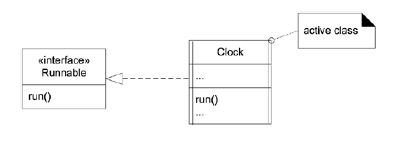 «interface»
Runnable
run()
Clock
...
run()
...
active class